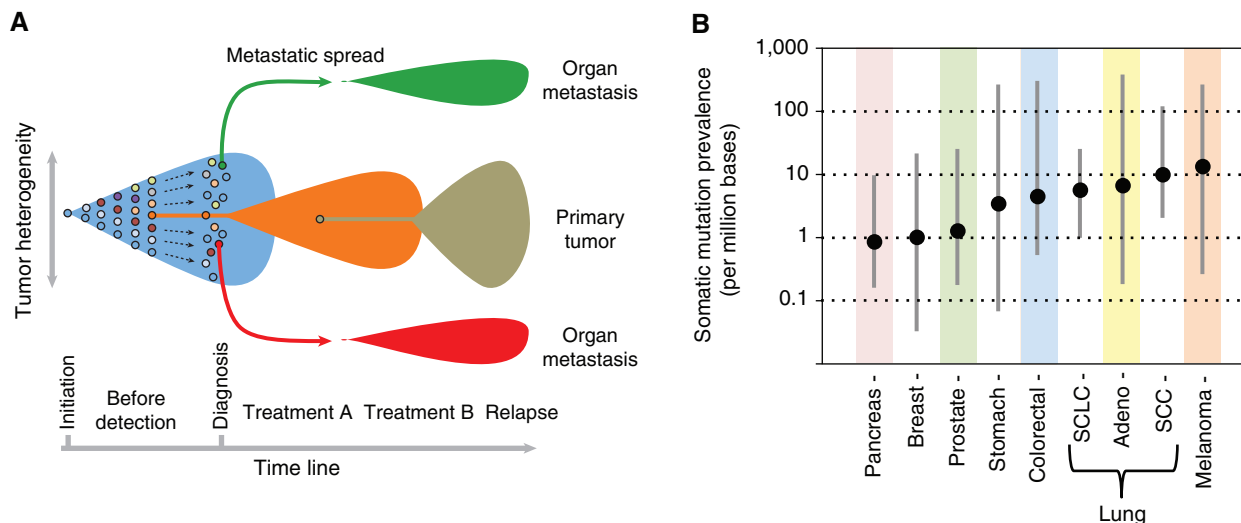 A
Metastatic spread
Organ
metastasis
Tumor heterogeneity
Primary
tumor
Organ
metastasis
Initiation
Before
detection
Diagnosis
Treatment A
Treatment B
Relapse
Time line
B
Somatic mutation prevalence
(per million bases)
1,000
100
10
1
0.1
Pancreas
Breast
Prostate
Stomach
Colorectal
SCLC
Adeno
SCC
Melanoma
Lung